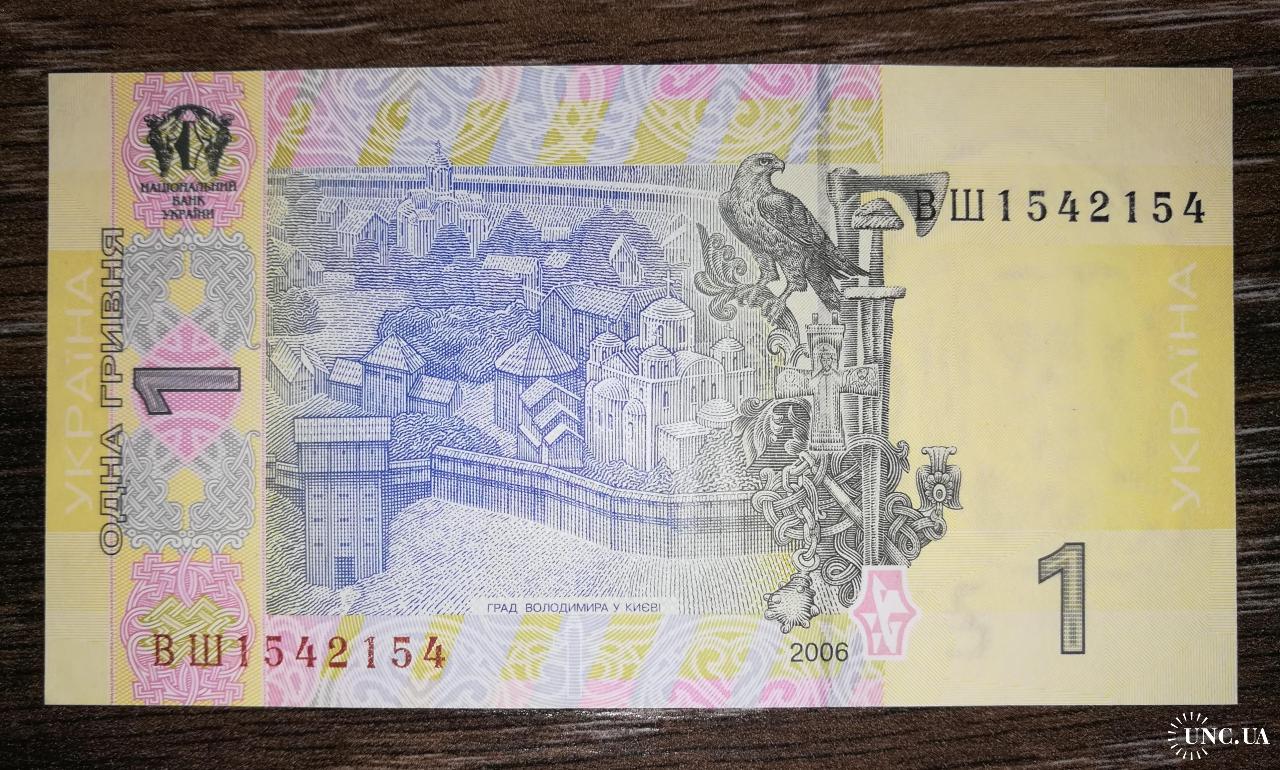 НАЦІОНАЛЬНИЙ
БАНК
УКРАЇНИ
ВШ1542154
УКРАЇНА
ОДНА ГРИВНЯ
1
УКРАЇНА
ГРАД ВОЛОДИМИРА У КИЄВІ
1
ВШ1542154
2006
UNC.UA